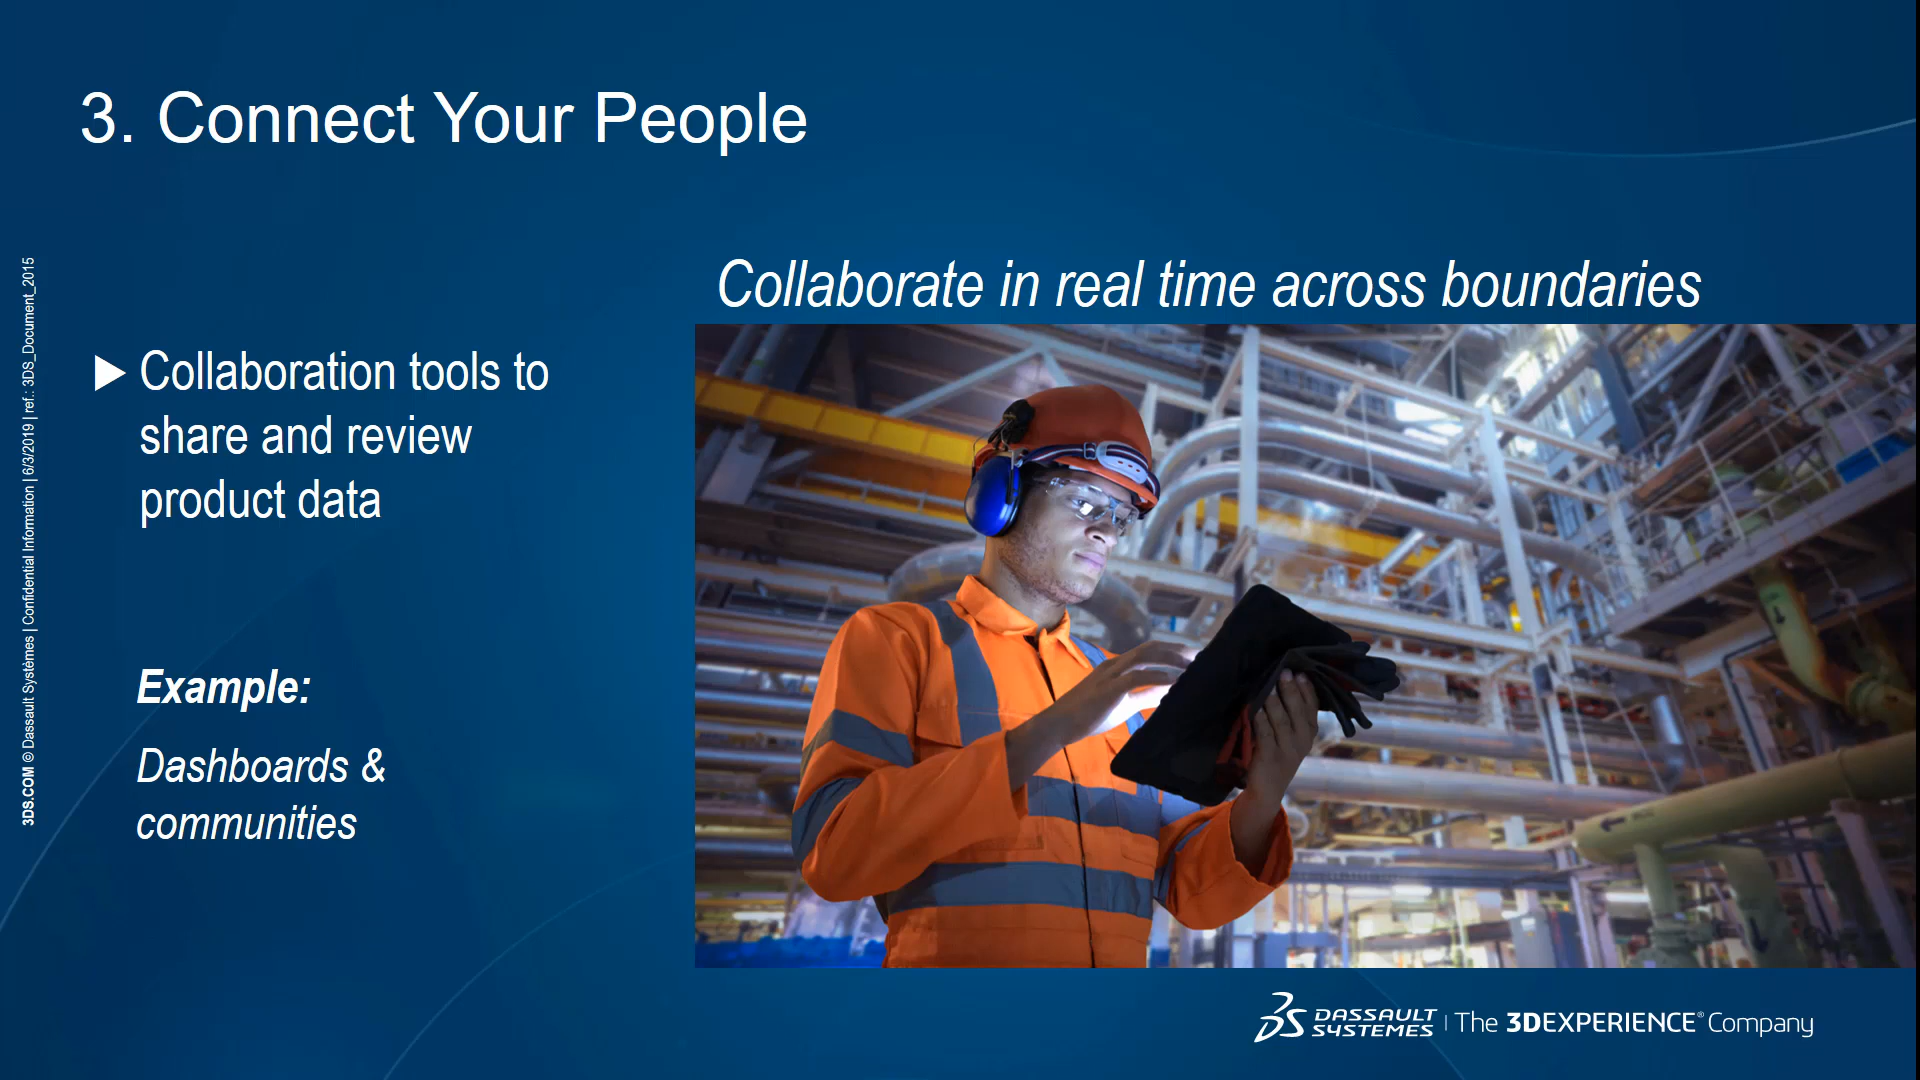 3. Connect Your People
Collaborate in real time across boundaries
Collaboration tools to
share and review
product data
Example:
Dashboards &
communities
3DS.COM © Dassault Systèmes | Confidential Information | 6/3/2019 | ref.: 3DS_Document_2015
3DS DASSAULT SYSTEMES | The 3DEXPERIENCE® Company